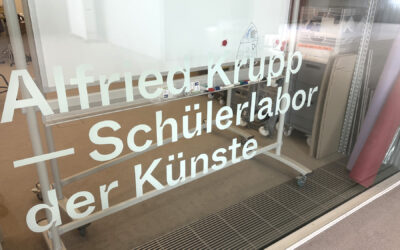 Alfried Krupp
— Schülerlabor
der Künste